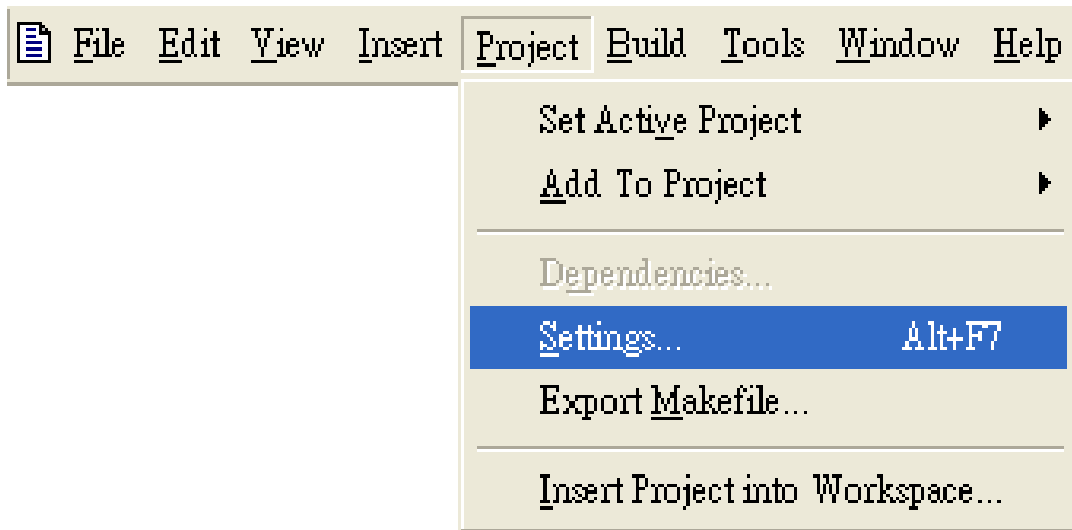 File Edit View Insert Project Build Tools Window Help
Set Active Project
Add To Project
Dependencies...
Settings... Alt+F7
Export Makefile...
Insert Project into Workspace...